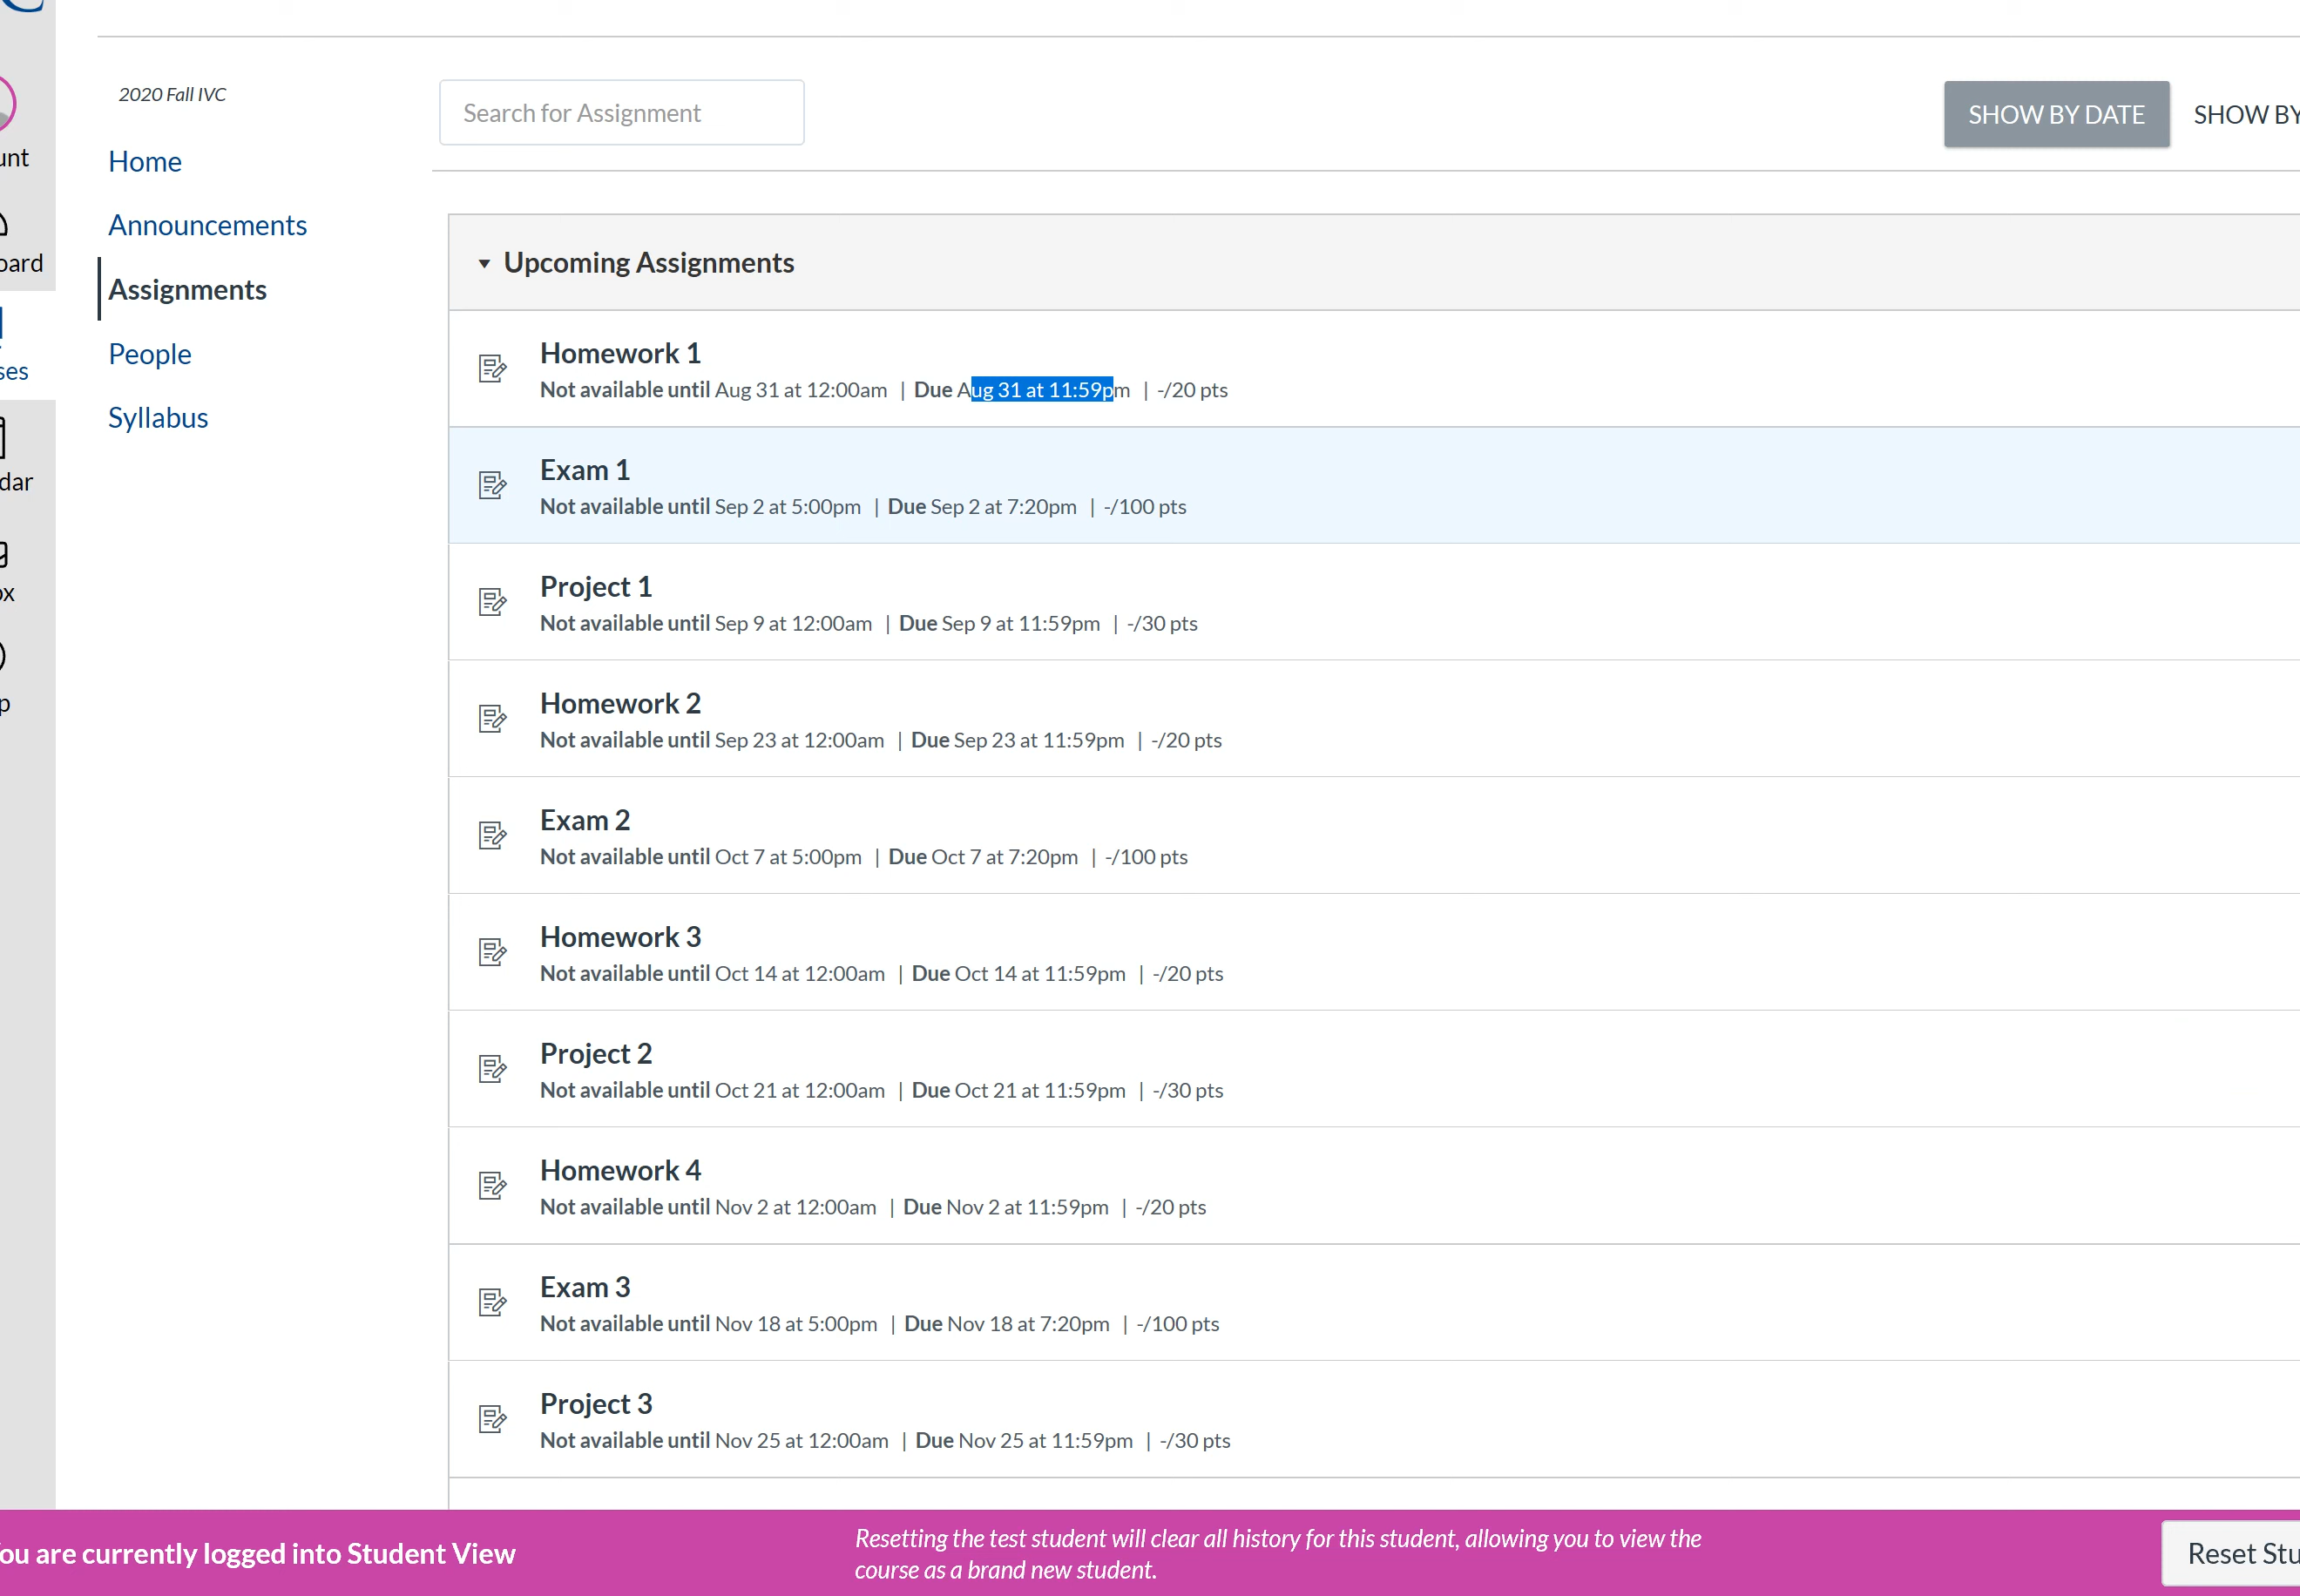 2020 Fall IVC
Home
Announcements
Assignments
People
Syllabus
Search for Assignment
SHOW BY DATE SHOW BY
Upcoming Assignments
Homework 1
Not available until Aug 31 at 12:00am | Due Aug 31 at 11:59pm | -/20 pts
Exam 1
Not available until Sep 2 at 5:00pm | Due Sep 2 at 7:20pm | -/100 pts
Project 1
Not available until Sep 9 at 12:00am | Due Sep 9 at 11:59pm | -/30 pts
Homework 2
Not available until Sep 23 at 12:00am | Due Sep 23 at 11:59pm | -/20 pts
Exam 2
Not available until Oct 7 at 5:00pm | Due Oct 7 at 7:20pm | -/100 pts
Homework 3
Not available until Oct 14 at 12:00am | Due Oct 14 at 11:59pm | -/20 pts
Project 2
Not available until Oct 21 at 12:00am | Due Oct 21 at 11:59pm | -/30 pts
Homework 4
Not available until Nov 2 at 12:00am | Due Nov 2 at 11:59pm | -/20 pts
Exam 3
Not available until Nov 18 at 5:00pm | Due Nov 18 at 7:20pm | -/100 pts
Project 3
Not available until Nov 25 at 12:00am | Due Nov 25 at 11:59pm | -/30 pts
ou are currently logged into Student View
Resetting the test student will clear all history for this student, allowing you to view the
course as a brand new student.
Reset Stu